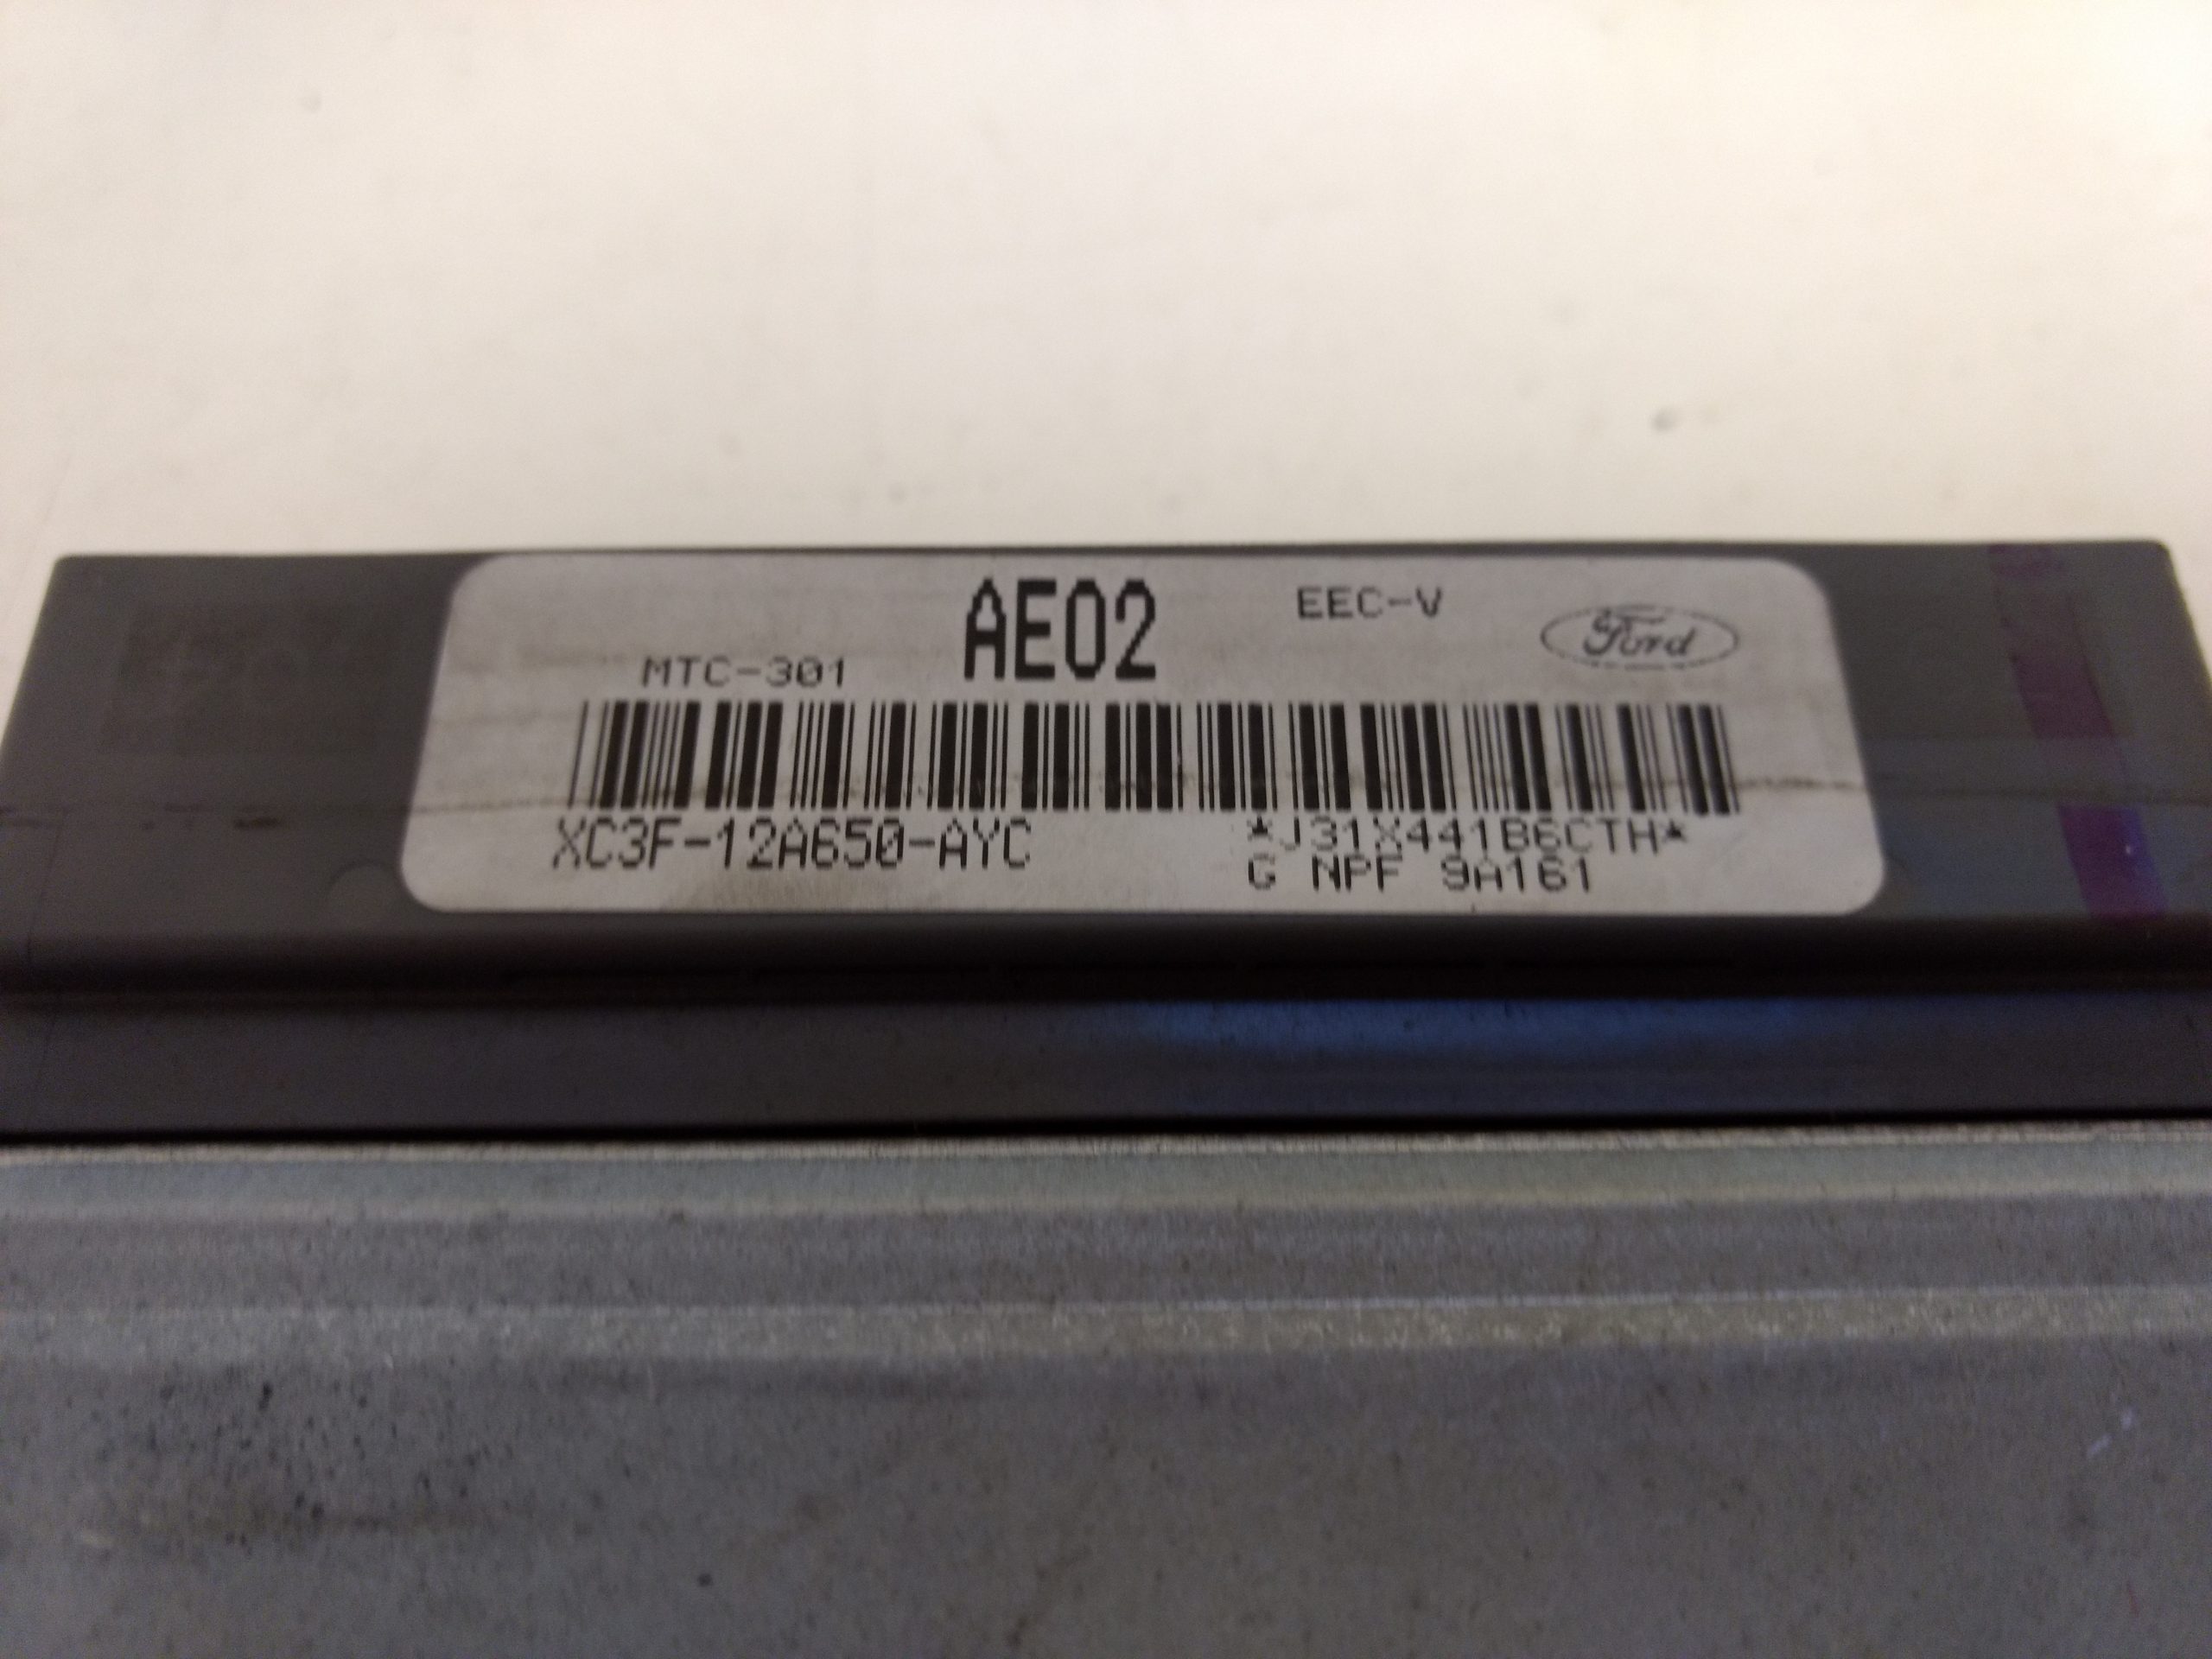 AE02
EEC-V
Ford
MTC-301
XC3F-12A650-AYC
*J31X441B6CTH*
G NPF 9A161